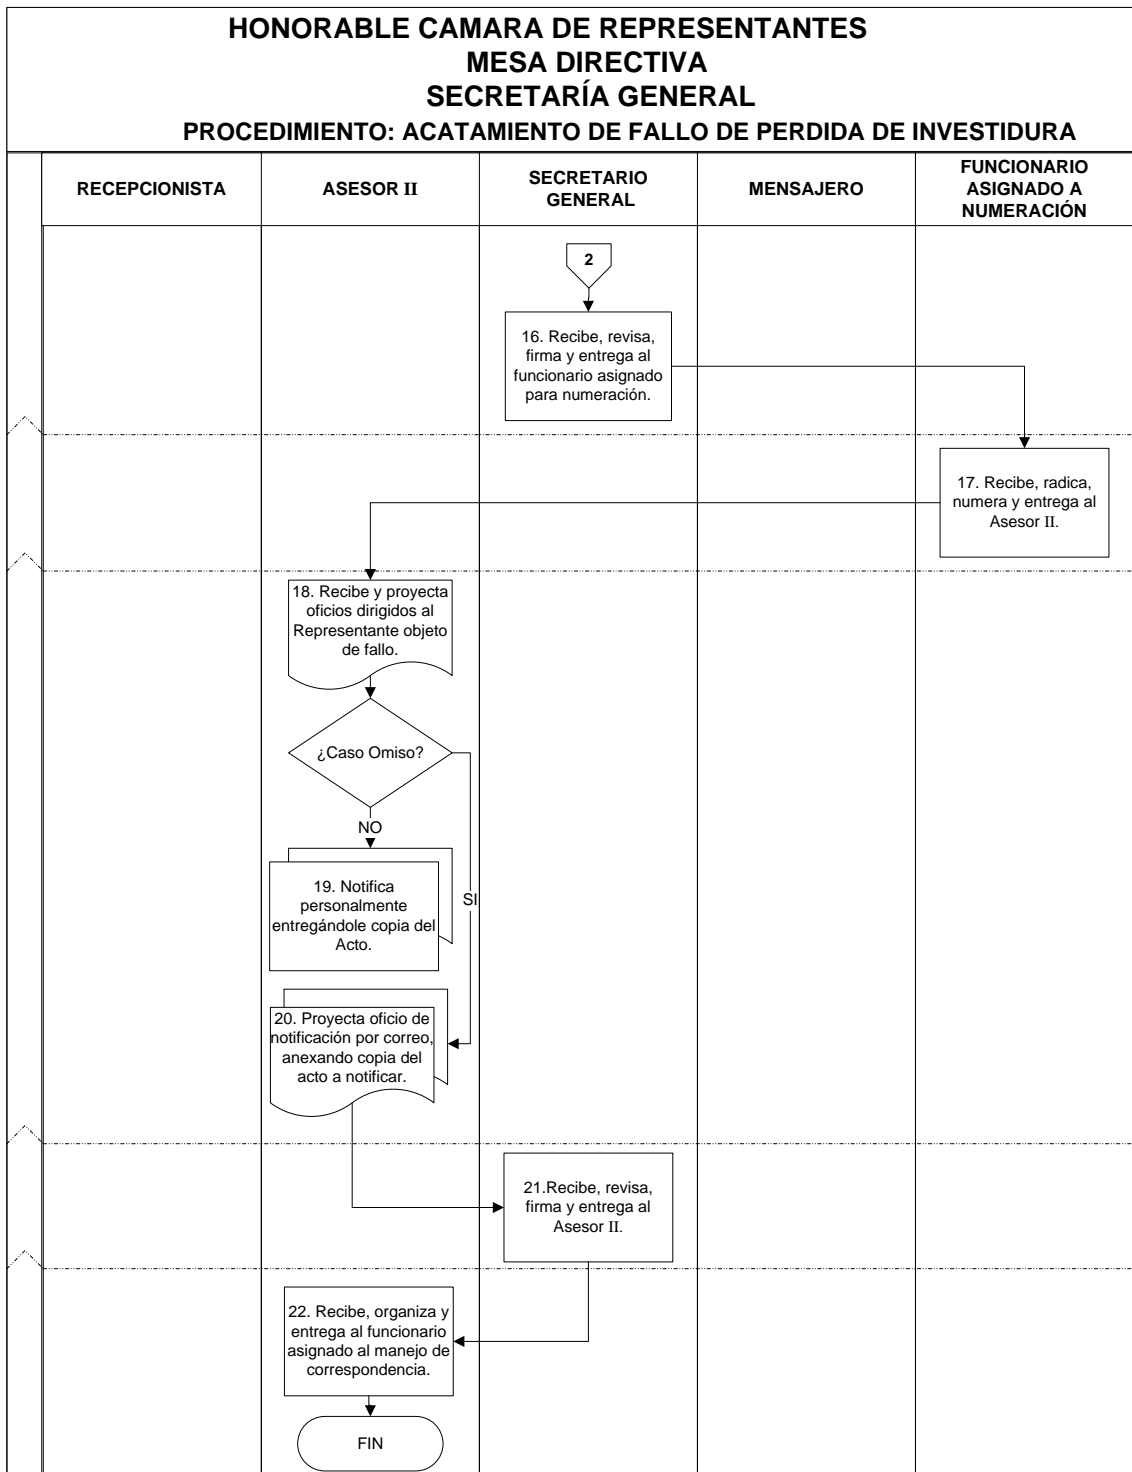 HONORABLE CAMARA DE REPRESENTANTES
MESA DIRECTIVA
SECRETARÍA GENERAL
PROCEDIMIENTO: ACATAMIENTO DE FALLO DE PERDIDA DE INVESTIDURA
RECEPCIONISTA
ASESOR II
SECRETARIO
GENERAL
MENSAJERO
FUNCIONARIO
ASIGNADO A
NUMERACIÓN
2
16. Recibe, revisa,
firma y entrega al
funcionario asignado
para numeración.
17. Recibe, radica,
numera y entrega al
Asesor II.
18. Recibe y proyecta
oficios dirigidos al
Representante objeto
de fallo.
¿Caso Omiso?
NO
SI
19. Notifica
personalmente
entregándole copia del
Acto.
20. Proyecta oficio de
notificación por correo,
anexando copia del
acto a notificar.
21.Recibe, revisa,
firma y entrega al
Asesor II.
22. Recibe, organiza y
entrega al funcionario
asignado al manejo de
correspondencia.
FIN